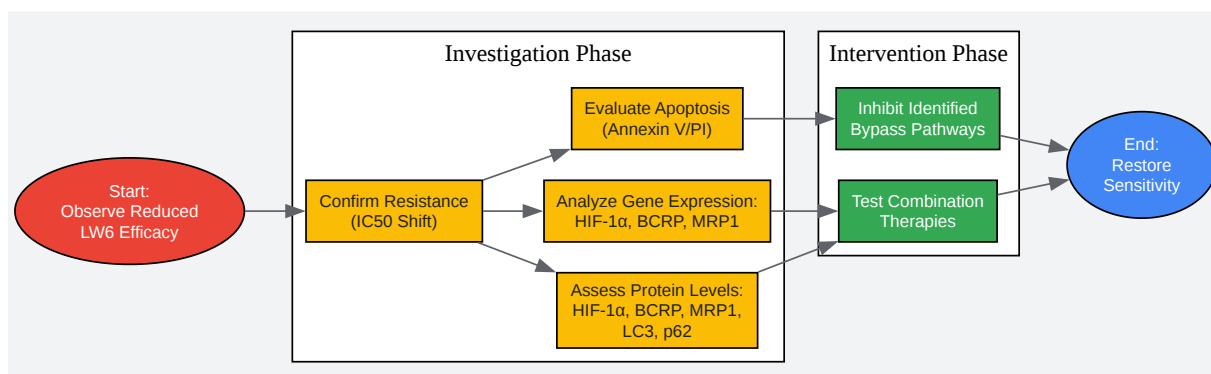 Investigation Phase
Intervention Phase
Start:
Observe Reduced
LW6 Efficacy
Confirm Resistance
(IC50 Shift)
Evaluate Apoptosis
(Annexin V/PI)
Analyze Gene Expression:
HIF-1α, BCRP, MRP1
Assess Protein Levels:
HIF-1α, BCRP, MRP1,
LC3, p62
Inhibit Identified
Bypass Pathways
Test Combination
Therapies
End:
Restore
Sensitivity